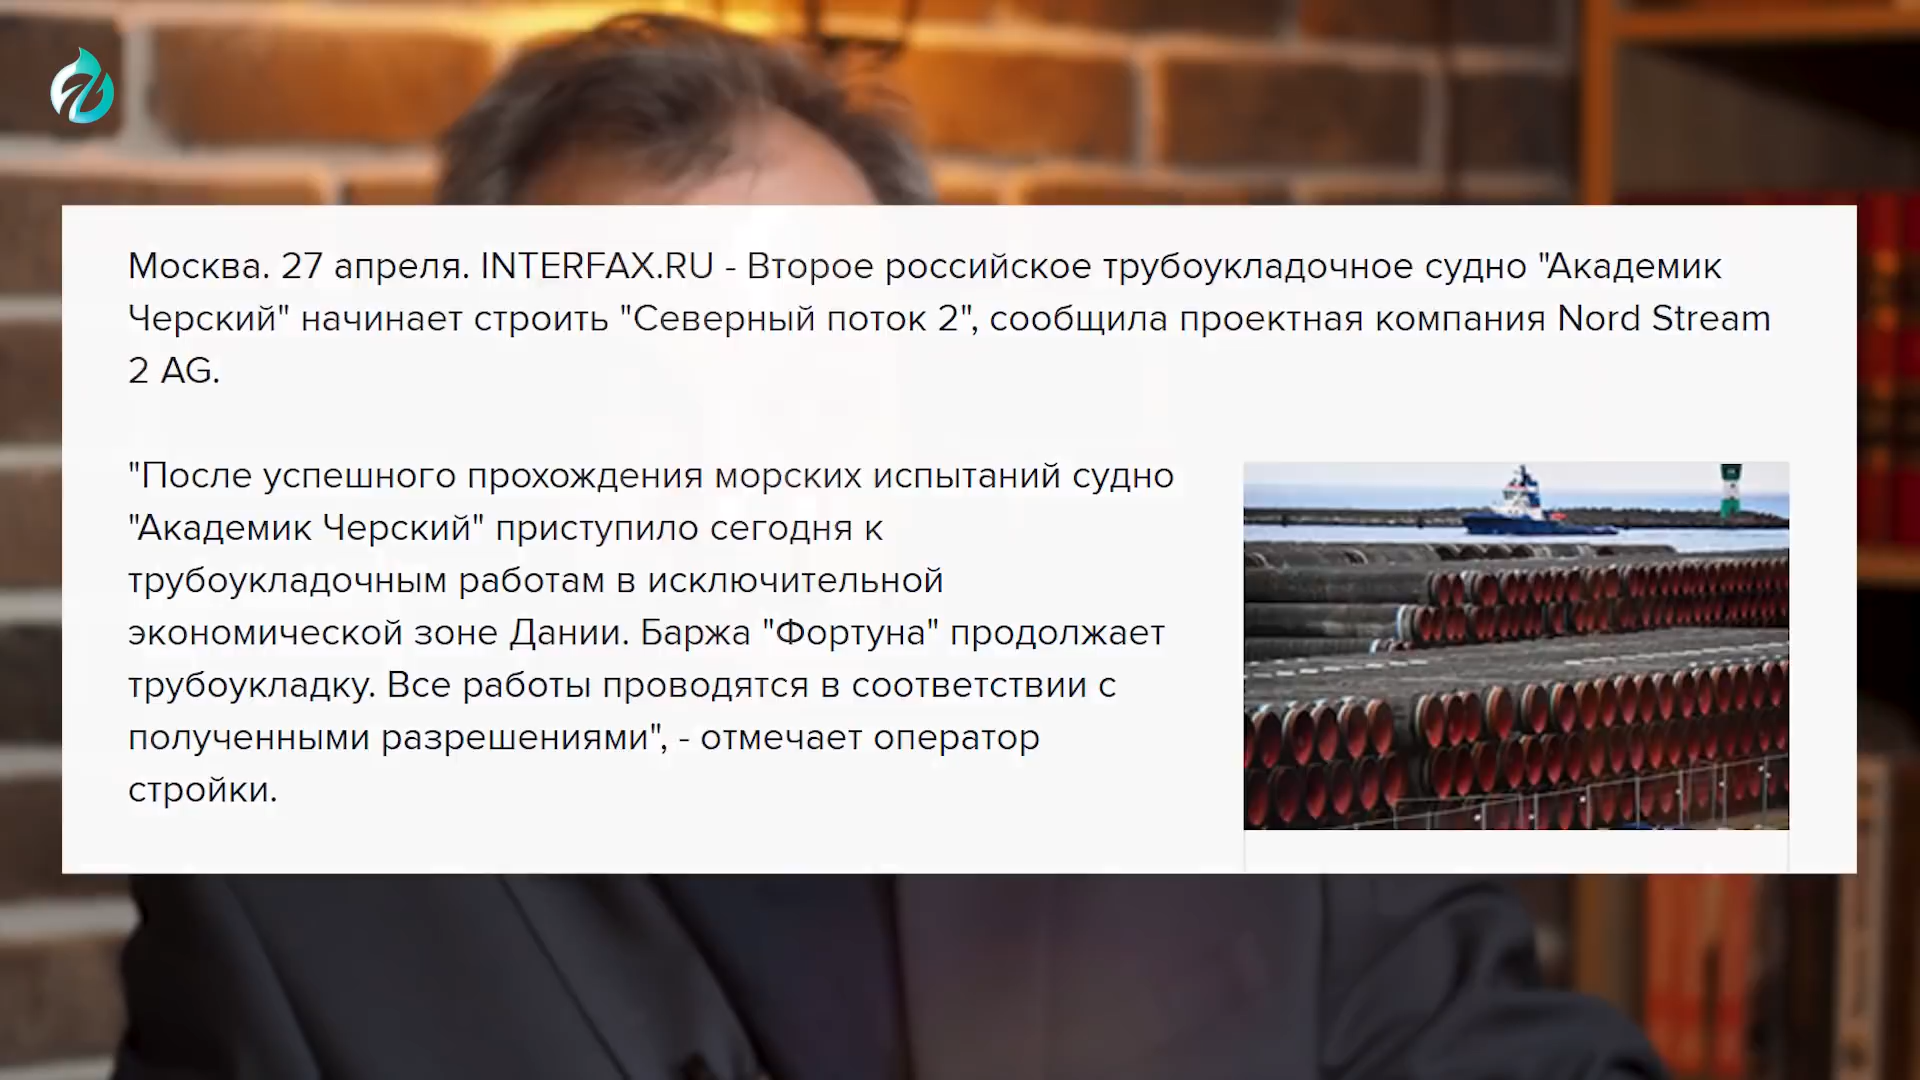 Москва. 27 апреля. INTERFAX.RU - Второе российское трубоукладочное судно "Академик
Черский" начинает строить "Северный поток 2", сообщила проектная компания Nord Stream
2 AG.
"После успешного прохождения морских испытаний судно
"Академик Черский" приступило сегодня к
трубоукладочным работам в исключительной
экономической зоне Дании. Баржа "Фортуна" продолжает
трубоукладку. Все работы проводятся в соответствии с
полученными разрешениями", - отмечает оператор
стройки.